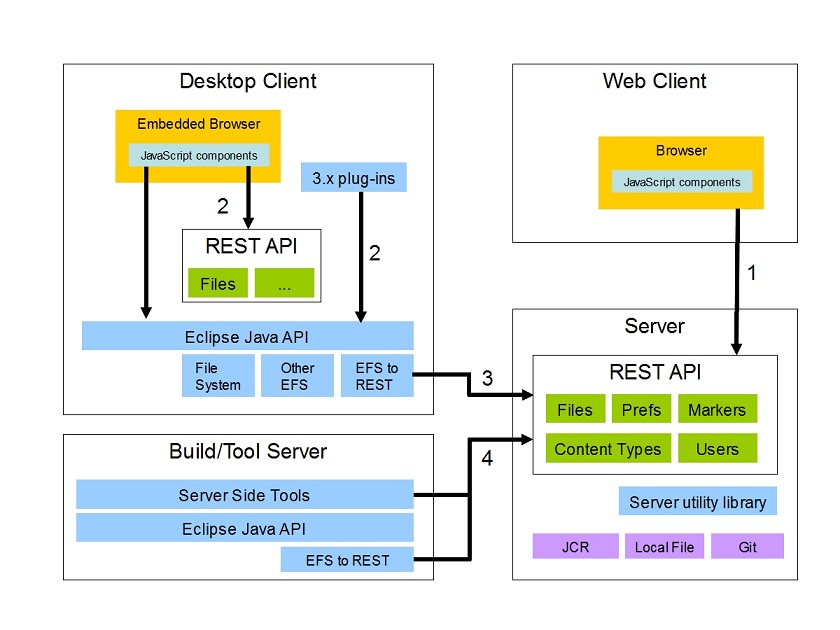 Desktop Client
Embedded Browser
JavaScript components
3.x plug-ins
2
REST API
2
Files
...
Eclipse Java API
File
System
Other
EFS
EFS to
REST
Build/Tool Server
Server Side Tools
Eclipse Java API
EFS to REST
3
4
Web Client
Browser
JavaScript components
1
Server
REST API
Files
Prefs
Markers
Content Types
Users
Server utility library
JCR
Local File
Git